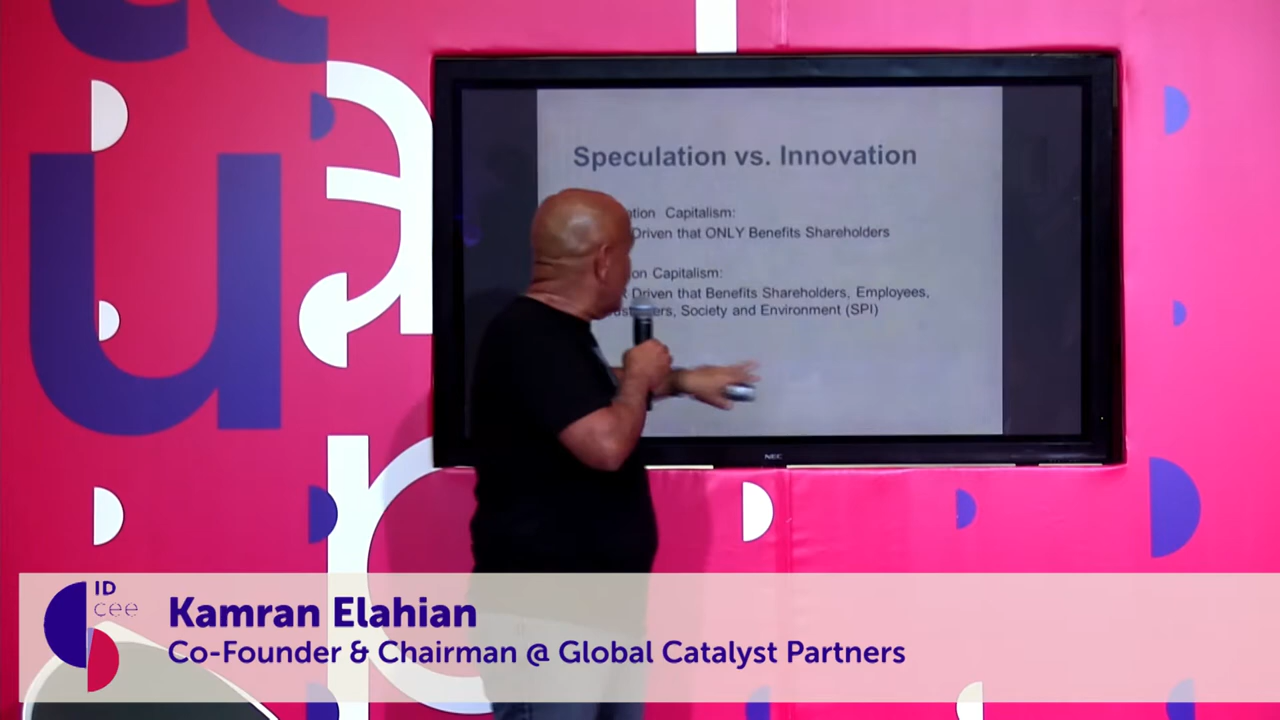 Speculation vs. Innovation
Capitalism:
Driven that ONLY Benefits Shareholders
Capitalism:
Driven that Benefits Shareholders, Employees,
Society and Environment (SPI)
NEC
ID
cee
Kamran Elahian
Co-Founder & Chairman @ Global Catalyst Partners